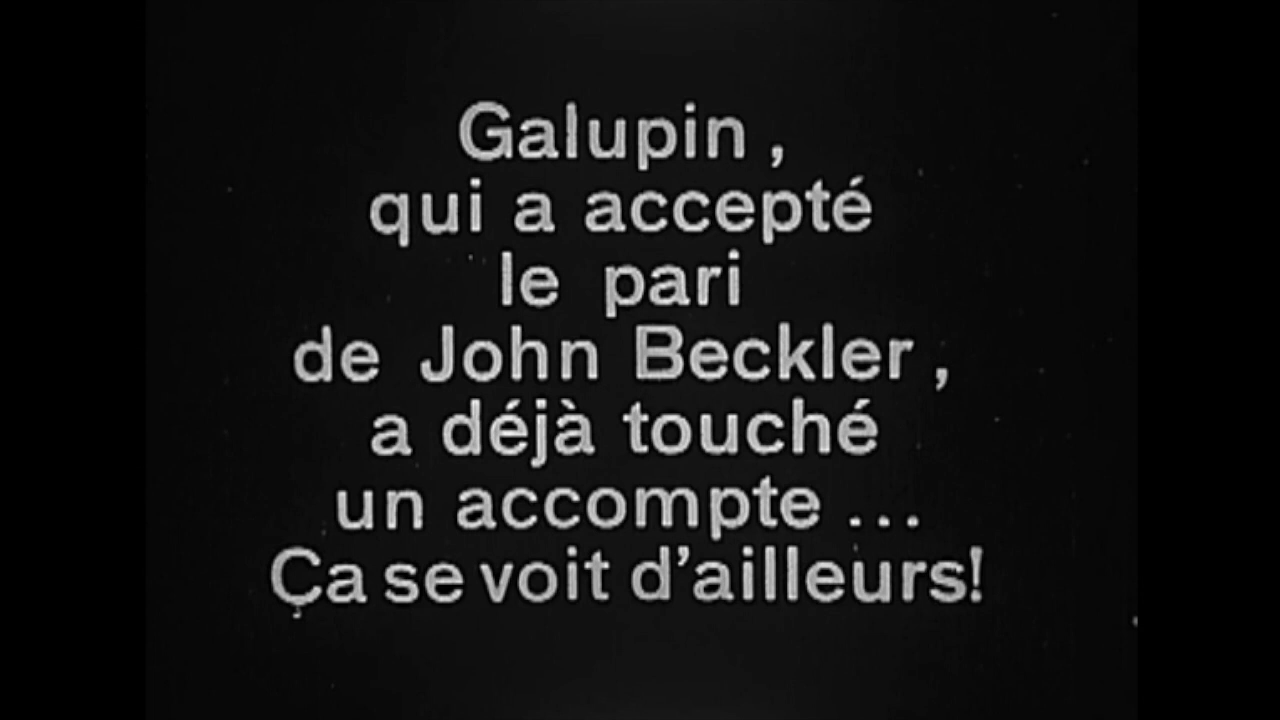 Galupin ,
qui a accepté
le pari
de John Beckler ,
a déjà touché
un accompte ...
Ça se voit d'ailleurs!